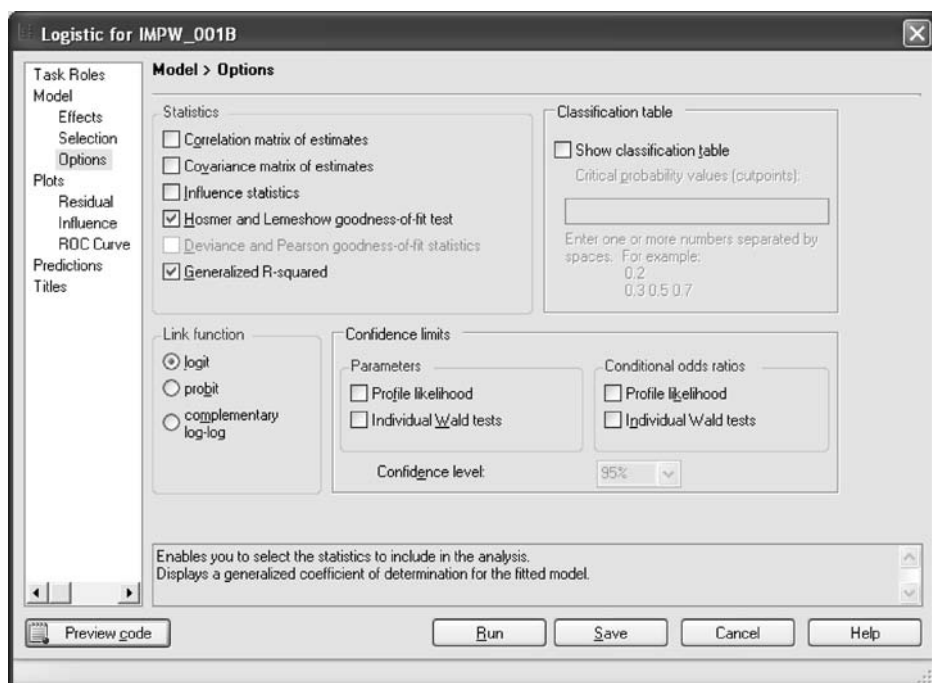 Logistic for IMPW_001B
Task Roles
Model
Effects
Selection
Options
Plots
Residual
Influence
ROC Curve
Predictions
Titles
Model > Options
Statistics
Correlation matrix of estimates
Covariance matrix of estimates
Influence statistics
Hosmer and Lemeshow goodness-of-fit test
Deviance and Pearson goodness-of-fit statistics
Generalized R-squared
Classification table
Show classification table
Critical probability values (cutpoints):
Enter one or more numbers separated by
spaces. For example:
0.2
0.3 0.5 0.7
Link function
logit
probit
complementary
log-log
Confidence limits
Parameters
Profile likelihood
Individual Wald tests
Conditional odds ratios
Profile likelihood
Individual Wald tests
Confidence level:
95%
Enables you to select the statistics to include in the analysis.
Displays a generalized coefficient of determination for the fitted model.
Preview code
Run
Save
Cancel
Help